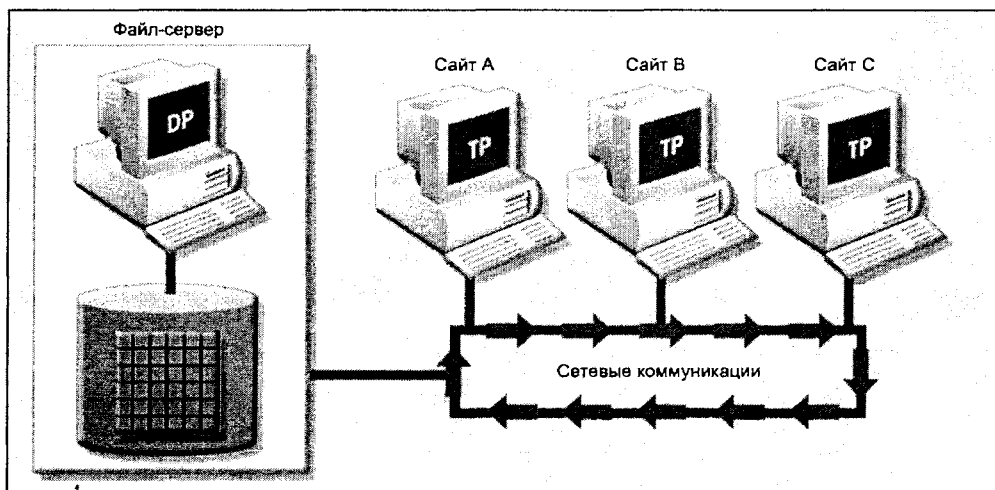 Файл-сервер
Сайт A
Сайт B
Сайт C
DP
TP
TP
TP
Сетевые коммуникации